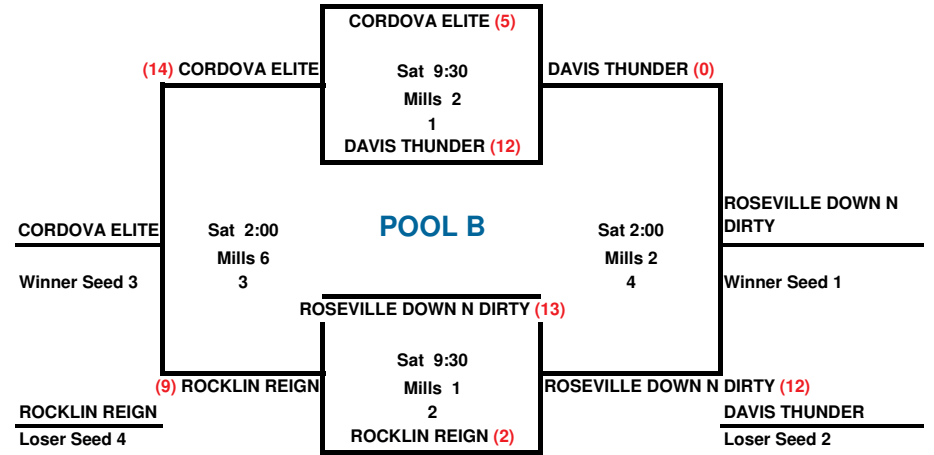 CORDOVA ELITE (5)
(14) CORDOVA ELITE
Sat 9:30
DAVIS THUNDER (0)
Mills 2
1
DAVIS THUNDER (12)
CORDOVA ELITE
Sat 2:00
POOL B
Sat 2:00
ROSEVILLE DOWN N
DIRTY
Mills 6
Mills 2
Winner Seed 3
3
4
Winner Seed 1
ROSEVILLE DOWN N DIRTY (13)
Sat 9:30
(9) ROCKLIN REIGN
Mills 1
ROSEVILLE DOWN N DIRTY (12)
ROCKLIN REIGN
2
DAVIS THUNDER
Loser Seed 4
ROCKLIN REIGN (2)
Loser Seed 2